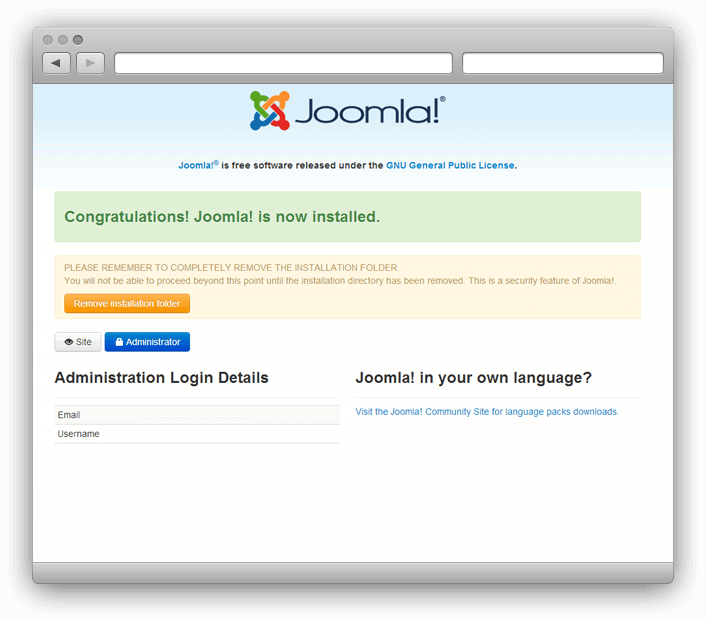 Joomla!®
Joomla!® is free software released under the GNU General Public License.
Congratulations! Joomla! is now installed.
PLEASE REMEMBER TO COMPLETELY REMOVE THE INSTALLATION FOLDER.
You will not be able to proceed beyond this point until the installation directory has been removed. This is a security feature of Joomla!.
Remove installation folder
Site Administrator
Administration Login Details
Email
Username
Joomla! in your own language?
Visit the Joomla! Community Site for language packs downloads.